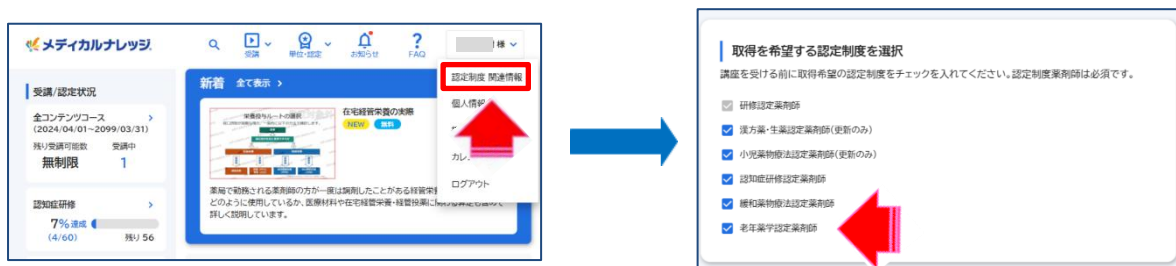 メディカルナレッジ
受講
単位・認定
お知らせ
FAQ
様
受講/認定状況
全コンテンツコース
(2024/04/01~2099/03/31)
残り受講可能数 受講中
無制限 1
認知症研修
7%達成
(4/60) 残り 56
新着 全て表示
栄養投与ルートの選択
在宅経管栄養の実際
NEW 無料
薬局で勤務される薬剤師の方が一度は調剤したことがある経管栄
どのように使用しているか、医療材料や在宅経管栄養・経管投薬に
詳しく説明しています。
認定制度 関連情報
個人情報
ログアウト
取得を希望する認定制度を選択
講座を受ける前に取得希望の認定制度をチェックを入れてください。認定制度薬剤師は必須です。
研修認定薬剤師
漢方薬・生薬認定薬剤師(更新のみ)
小児薬物療法認定薬剤師(更新のみ)
認知症研修認定薬剤師
緩和薬物療法認定薬剤師
老年薬学認定薬剤師